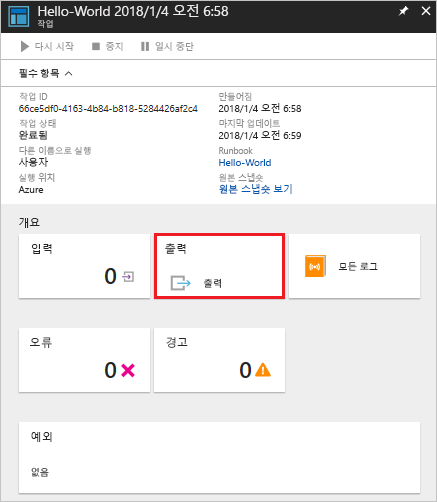 Hello-World 2018/1/4 오전 6:58
작업
다시 시작 중지 일시 중단
필수 항목
작업 ID 만들어짐
66ce5df0-4163-4b84-b818-5284426af2c4 2018/1/4 오전 6:58
작업 상태 마지막 업데이트
완료됨 2018/1/4 오전 6:59
다른 이름으로 실행 Runbook
사용자 Hello-World
실행 위치 원본 스냅숏
Azure 원본 스냅숏 보기
개요
입력 출력
0 출력 모든 로그
오류 경고
0 0
예외
없음